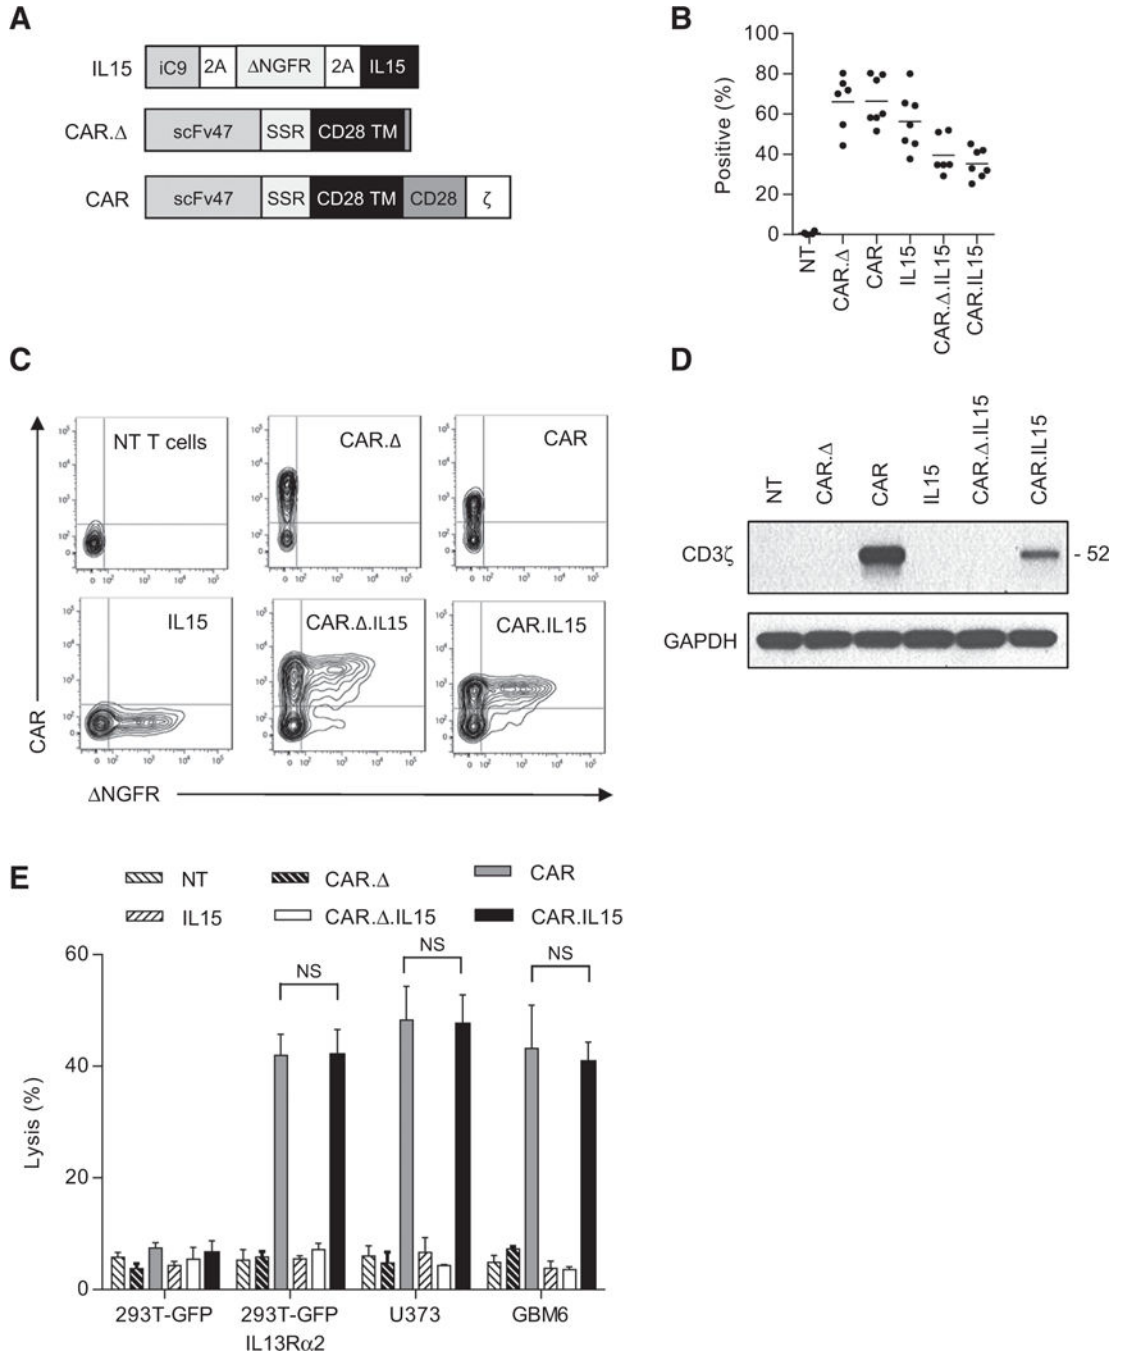 A
IL15 iC9 2A ΔNGFR 2A IL15
CAR.Δ scFv47 SSR CD28 TM
CAR scFv47 SSR CD28 TM CD28 ζ
B
Positive (%)
100
80
60
40
20
0
NT CAR.Δ CAR IL15 CAR.Δ.IL15 CAR.IL15
C
NT T cells CAR.Δ CAR
IL15 CAR.Δ.IL15 CAR.IL15
CAR
ΔNGFR
D
NT CAR.Δ CAR IL15 CAR.Δ.IL15 CAR.IL15
CD3ζ - 52
GAPDH
E
NT CAR.Δ CAR
IL15 CAR.Δ.IL15 CAR.IL15
Lysis (%)
60
40
20
0
NS NS NS
293T-GFP 293T-GFP U373 GBM6
IL13Rα2